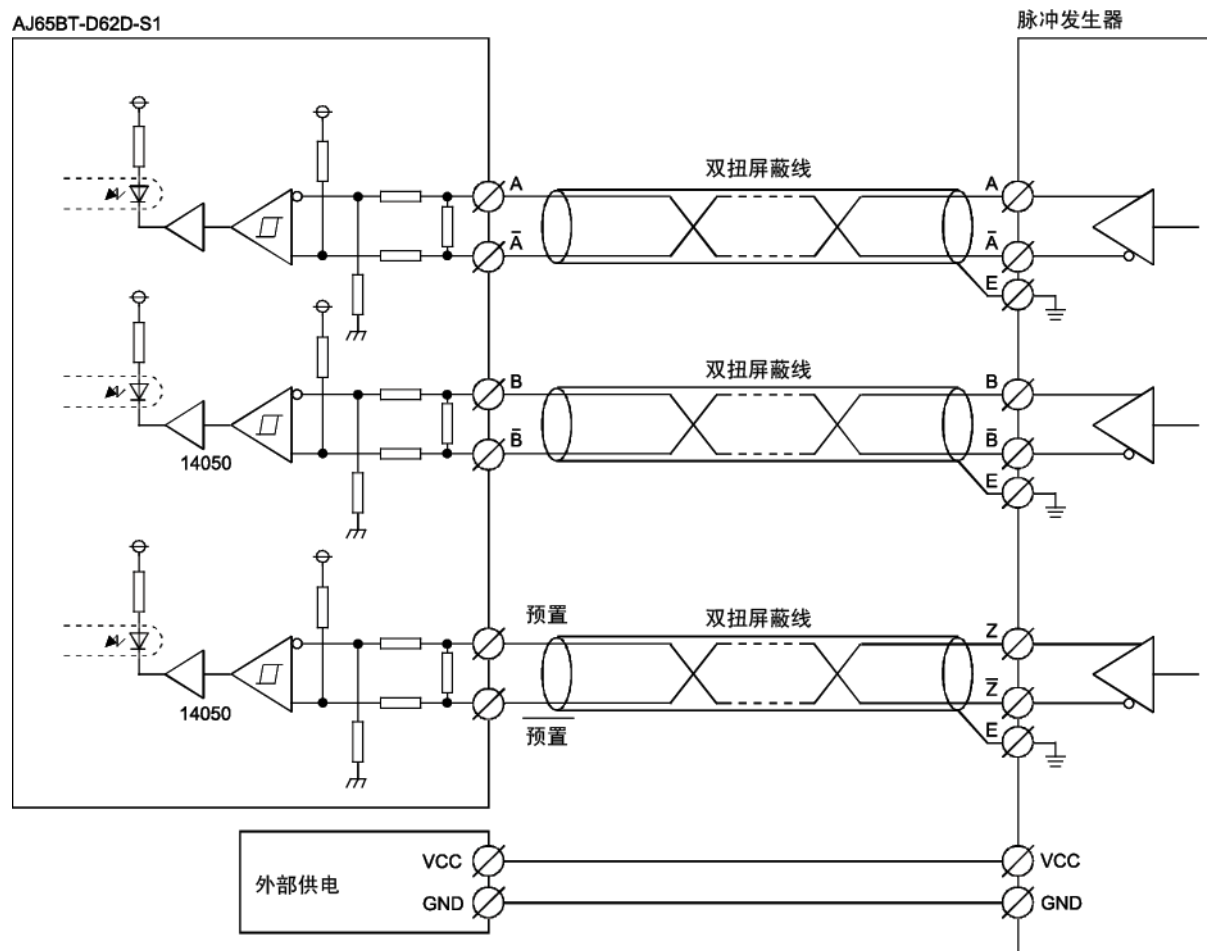 AJ65BT-D62D-S1
脉冲发生器
双扭屏蔽线
A
A
A̅
A̅
E
双扭屏蔽线
B
B
B̅
B̅
E
14050
预置
双扭屏蔽线
Z
Z̅
14050
预置
E
外部供电
VCC
VCC
GND
GND